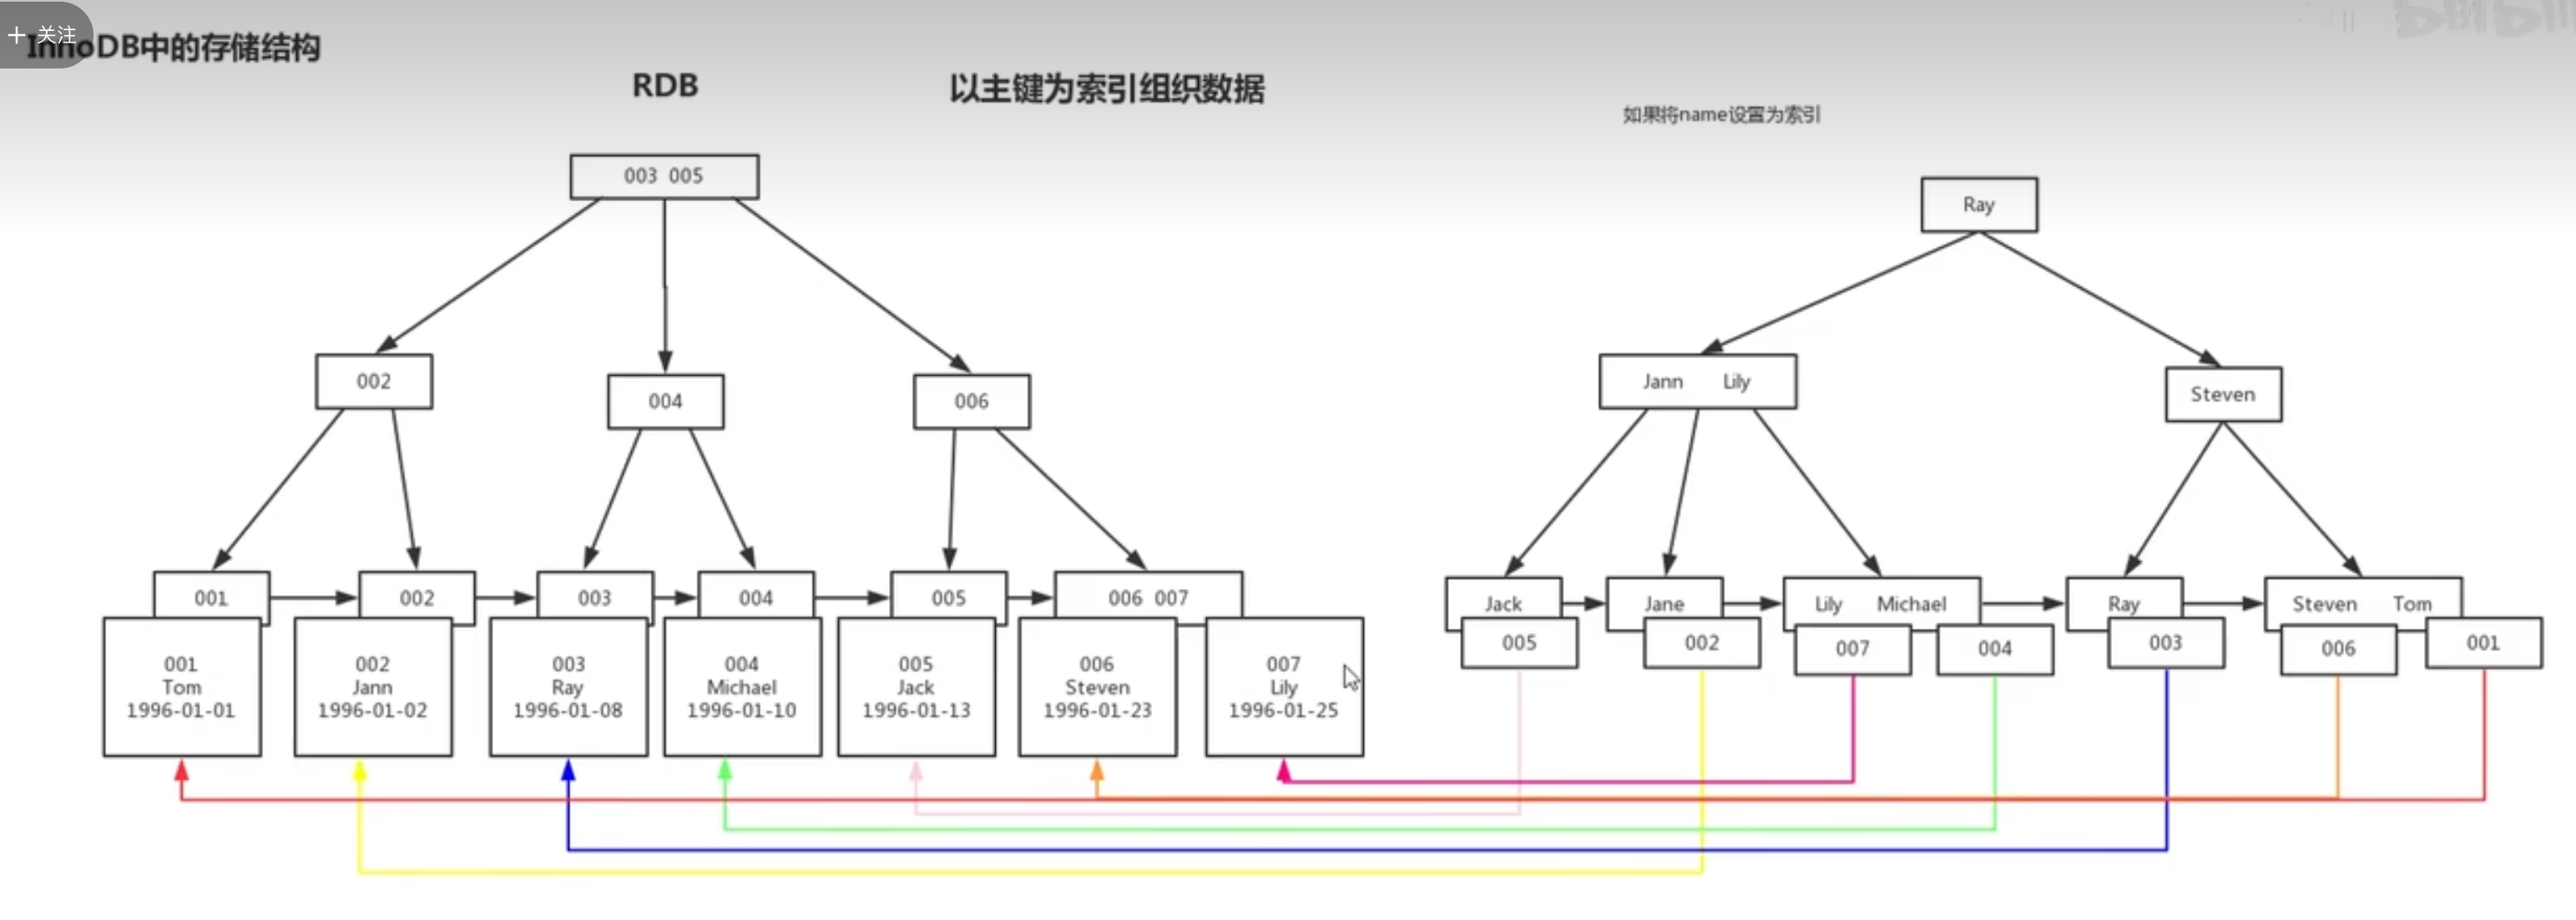 + 关注
InnoDB中的存储结构
RDB
以主键为索引组织数据
如果将name设置为索引
003 005
Ray
002
004
006
Jann Lily
Steven
001
002
003
004
005
006 007
Jack
Jane
Lily Michael
Ray
Steven Tom
005
002
007
004
003
006
001
001
Tom
1996-01-01
002
Jann
1996-01-02
003
Ray
1996-01-08
004
Michael
1996-01-10
005
Jack
1996-01-13
006
Steven
1996-01-23
007
Lily
1996-01-25